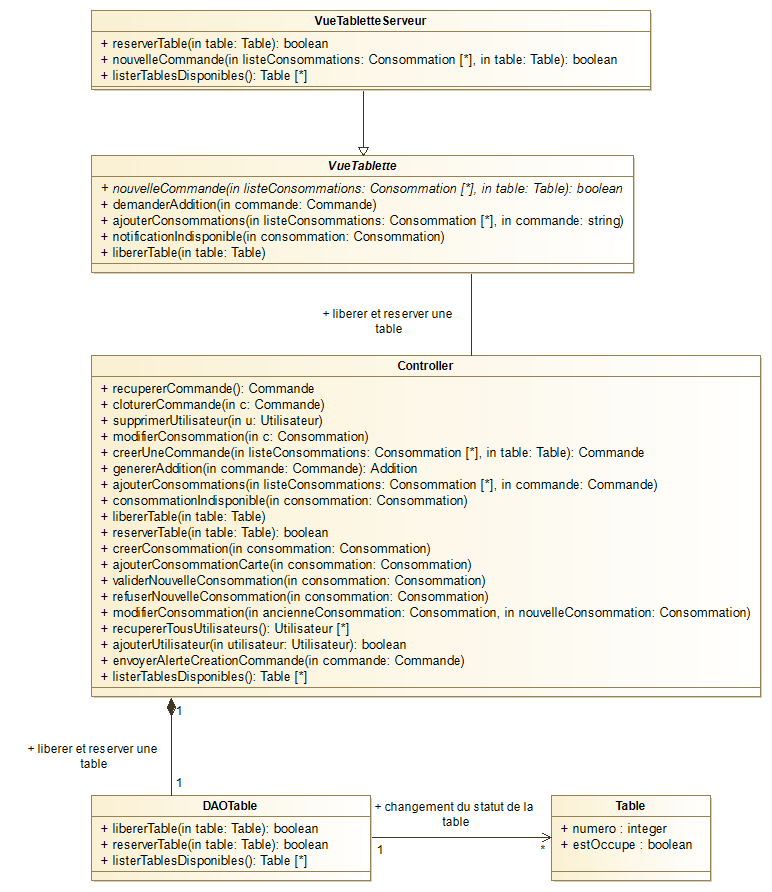 VueTabletteServeur
+ reserverTable(in table: Table): boolean
+ nouvelleCommande(in listeConsommations: Consommation [*], in table: Table): boolean
+ listerTablesDisponibles(): Table [*]
VueTablette
+ nouvelleCommande(in listeConsommations: Consommation [*], in table: Table): boolean
+ demanderAddition(in commande: Commande)
+ ajouterConsommations(in listeConsommations: Consommation [*], in commande: string)
+ notificationIndisponible(in consommation: Consommation)
+ libererTable(in table: Table)
+ liberer et reserver une
table
Controller
+ recupererCommande(): Commande
+ cloturerCommande(in c: Commande)
+ supprimerUtilisateur(in u: Utilisateur)
+ modifierConsommation(in c: Consommation)
+ creerUneCommande(in listeConsommations: Consommation [*], in table: Table): Commande
+ genererAddition(in commande: Commande): Addition
+ ajouterConsommations(in listeConsommations: Consommation [*], in commande: Commande)
+ consommationIndisponible(in consommation: Consommation)
+ libererTable(in table: Table)
+ reserverTable(in table: Table): boolean
+ creerConsommation(in consommation: Consommation)
+ ajouterConsommationCarte(in consommation: Consommation)
+ validerNouvelleConsommation(in consommation: Consommation)
+ refuserNouvelleConsommation(in consommation: Consommation)
+ modifierConsommation(in ancienneConsommation: Consommation, in nouvelleConsommation: Consommation)
+ recupererTousUtilisateurs(): Utilisateur [*]
+ ajouterUtilisateur(in utilisateur: Utilisateur): boolean
+ envoyerAlerteCreationCommande(in commande: Commande)
+ listerTablesDisponibles(): Table [*]
1
+ liberer et reserver une
table
1
DAOTable
+ libererTable(in table: Table): boolean
+ reserverTable(in table: Table): boolean
+ listerTablesDisponibles(): Table [*]
+ changement du statut de la
table
1
*
Table
+ numero : integer
+ estOccupe : boolean